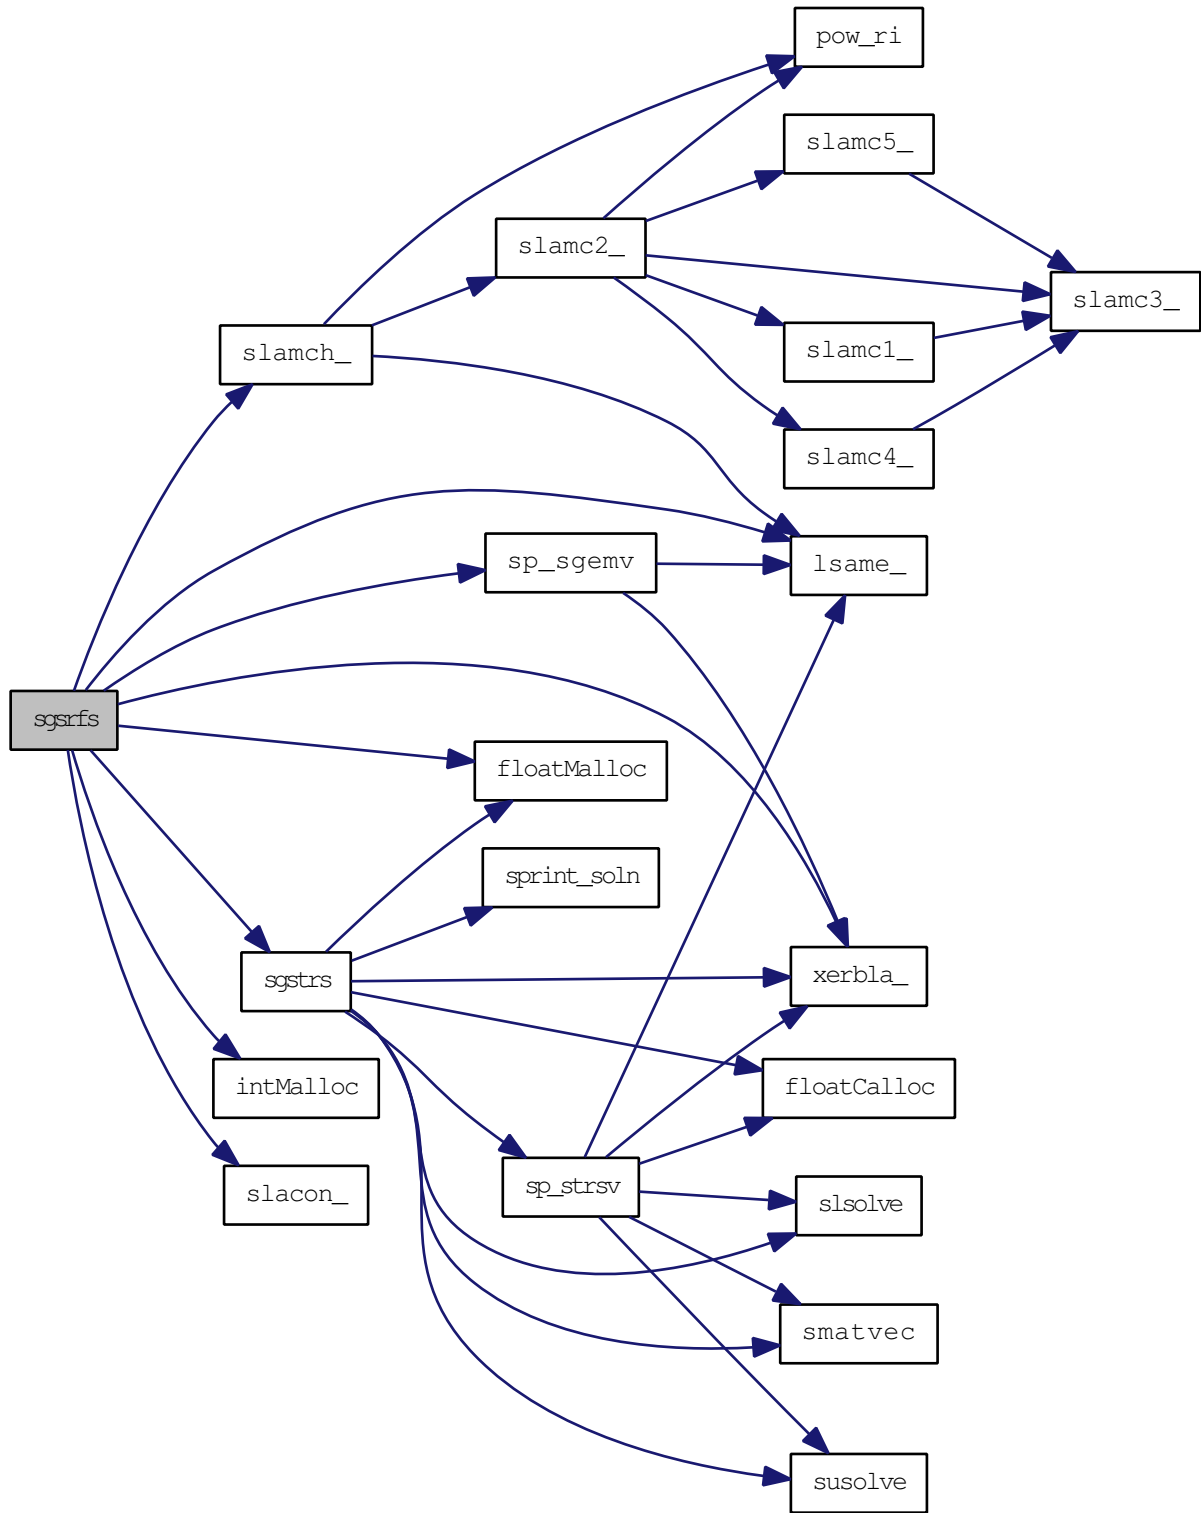 pow_ri
slamc5_
slamc2_
slamc3_
slamc1_
slamch_
slamc4_
sp_sgemv
lsame_
sgsrfs
floatMalloc
sprint_soln
sgstrs
xerbla_
intMalloc
floatCalloc
slacon_
sp_strsv
slsolve
smatvec
susolve